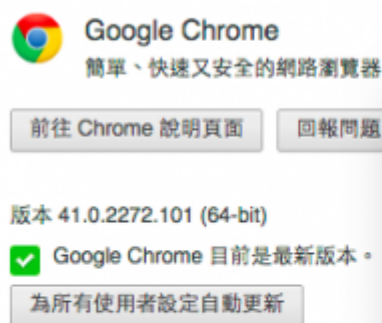 Google Chrome
簡單、快速又安全的網路瀏覽器
前往 Chrome 說明頁面 回報問題
版本 41.0.2272.101 (64-bit)
Google Chrome 目前是最新版本。
為所有使用者設定自動更新